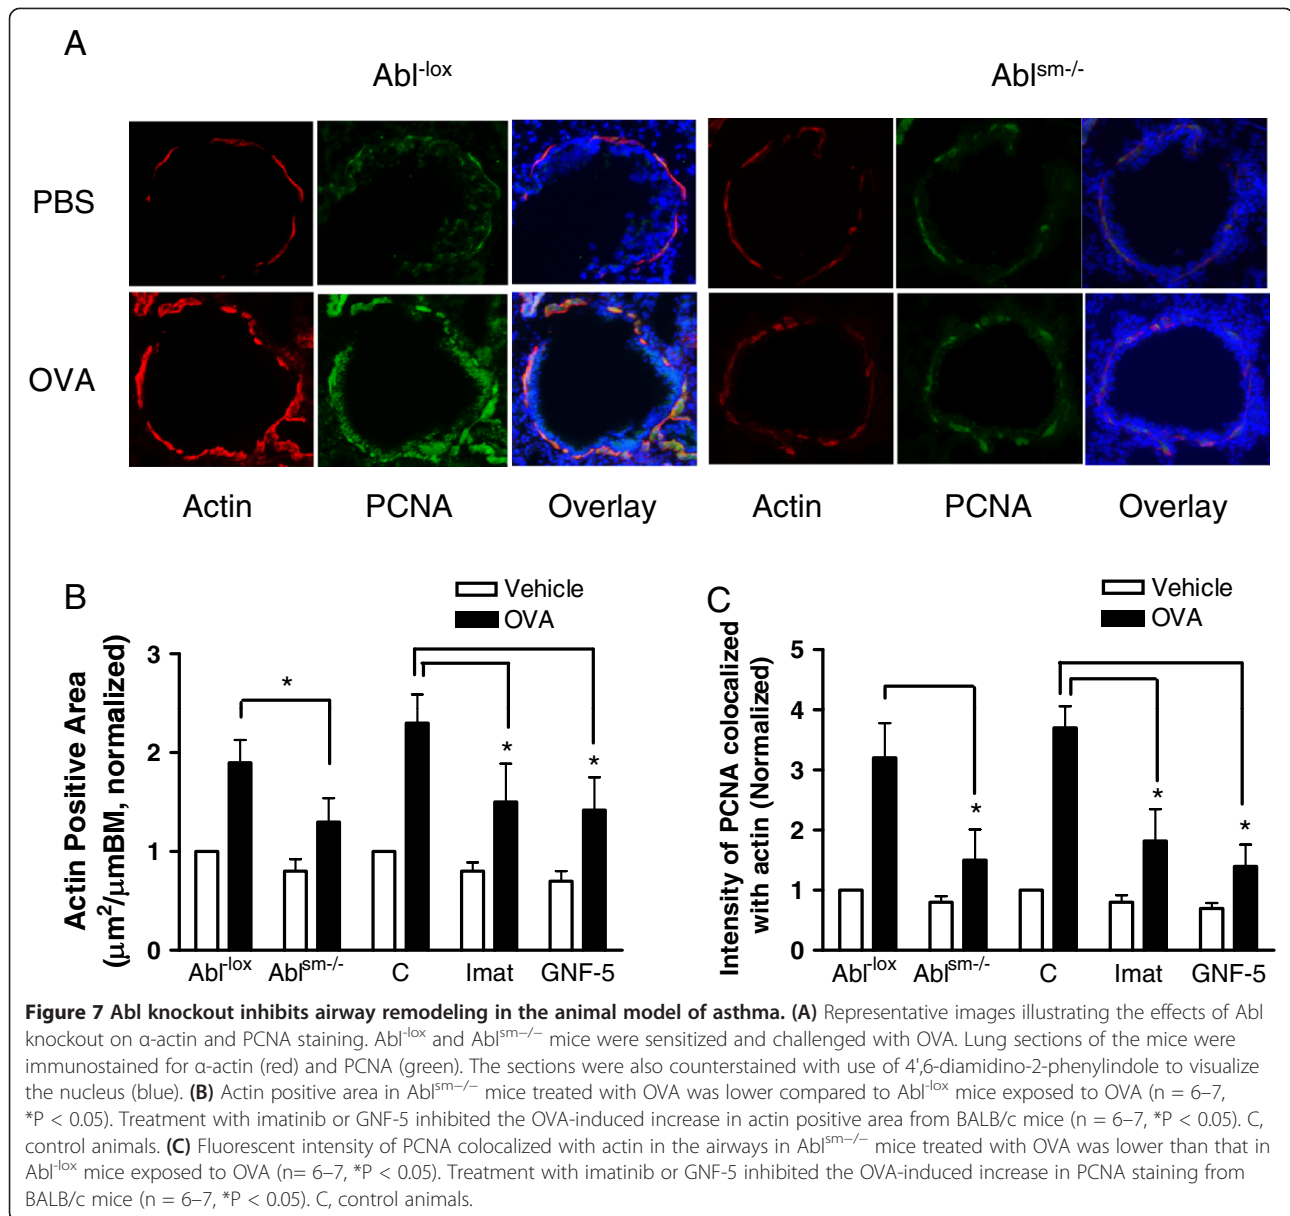 A
Abl-lox
Ablsm-/-
PBS
OVA
Actin PCNA Overlay Actin PCNA Overlay
B
Vehicle
OVA
Actin Positive Area
(μm2/μmBM, normalized)
3
2
1
0
*
*
*
Abl-lox Ablsm-/- C Imat GNF-5
C
Vehicle
OVA
Intensity of PCNA colocalized
with actin (Normalized)
5
4
3
2
1
0
*
*
*
Abl-lox Ablsm-/- C Imat GNF-5
Figure 7 Abl knockout inhibits airway remodeling in the animal model of asthma. (A) Representative images illustrating the effects of Abl
knockout on α-actin and PCNA staining. Abl-lox and Ablsm−/− mice were sensitized and challenged with OVA. Lung sections of the mice were
immunostained for α-actin (red) and PCNA (green). The sections were also counterstained with use of 4',6-diamidino-2-phenylindole to visualize
the nucleus (blue). (B) Actin positive area in Ablsm−/− mice treated with OVA was lower compared to Abl-lox mice exposed to OVA (n = 6–7,
*P < 0.05). Treatment with imatinib or GNF-5 inhibited the OVA-induced increase in actin positive area from BALB/c mice (n = 6–7, *P < 0.05). C,
control animals. (C) Fluorescent intensity of PCNA colocalized with actin in the airways in Ablsm−/− mice treated with OVA was lower than that in
Abl-lox mice exposed to OVA (n= 6–7, *P < 0.05). Treatment with imatinib or GNF-5 inhibited the OVA-induced increase in PCNA staining from
BALB/c mice (n = 6–7, *P < 0.05). C, control animals.